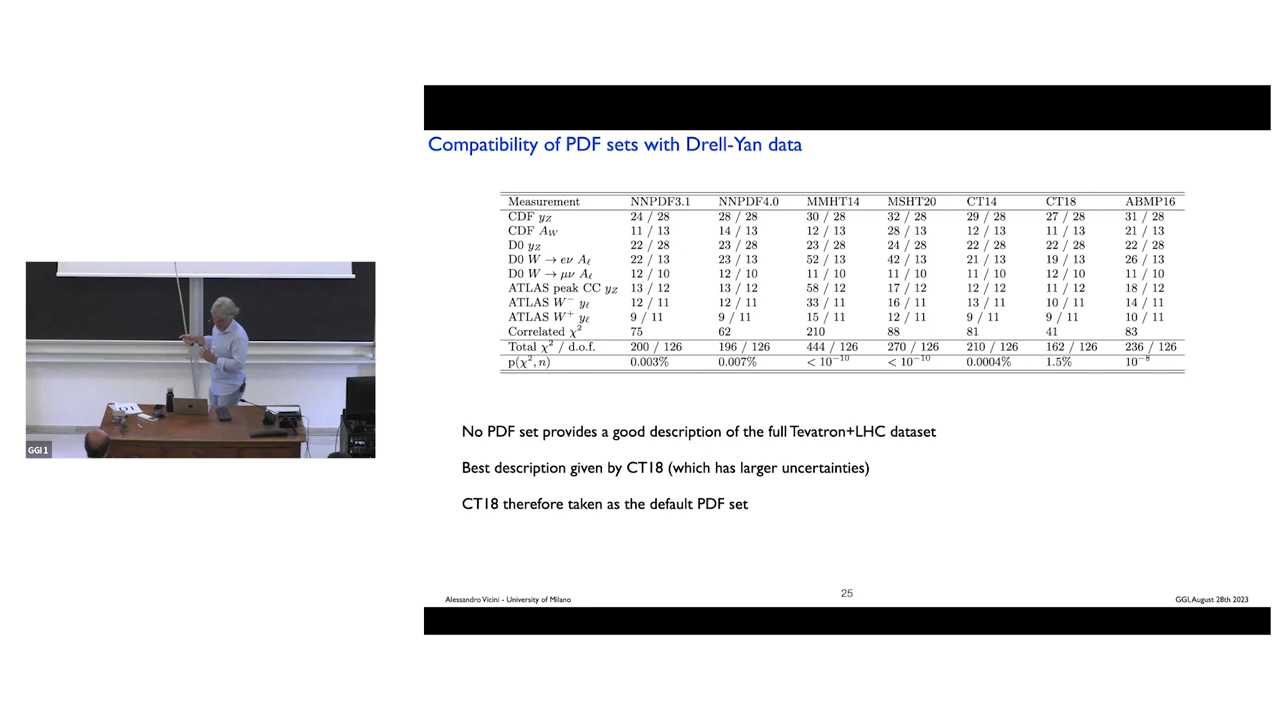 Compatibility of PDF sets with Drell-Yan data
Measurement NNPDF3.1 NNPDF4.0 MMHT14 MSHT20 CT14 CT18 ABMP16
CDF y_Z 24 / 28 28 / 28 30 / 28 32 / 28 29 / 28 27 / 28 31 / 28
CDF A_W 11 / 13 14 / 13 12 / 13 28 / 13 12 / 13 11 / 13 21 / 13
D0 y_Z 22 / 28 23 / 28 23 / 28 24 / 28 22 / 28 22 / 28 22 / 28
D0 W → eν A_ℓ 22 / 13 23 / 13 52 / 13 42 / 13 21 / 13 19 / 13 26 / 13
D0 W → μν A_ℓ 12 / 10 12 / 10 11 / 10 11 / 10 11 / 10 12 / 10 11 / 10
ATLAS peak CC y_Z 13 / 12 13 / 12 58 / 12 17 / 12 12 / 12 11 / 12 18 / 12
ATLAS W⁻ y_ℓ 12 / 11 12 / 11 33 / 11 16 / 11 13 / 11 10 / 11 14 / 11
ATLAS W⁺ y_ℓ 9 / 11 9 / 11 15 / 11 12 / 11 9 / 11 9 / 11 10 / 11
Correlated χ² 75 62 210 88 81 41 83
Total χ² / d.o.f. 200 / 126 196 / 126 444 / 126 270 / 126 210 / 126 162 / 126 236 / 126
p(χ², n) 0.003% 0.007% < 10⁻¹⁰ < 10⁻¹⁰ 0.0004% 1.5% 10⁻⁸
No PDF set provides a good description of the full Tevatron+LHC dataset
Best description given by CT18 (which has larger uncertainties)
CT18 therefore taken as the default PDF set
GGI 1
Alessandro Vicini - University of Milano
25
GGI, August 28th 2023